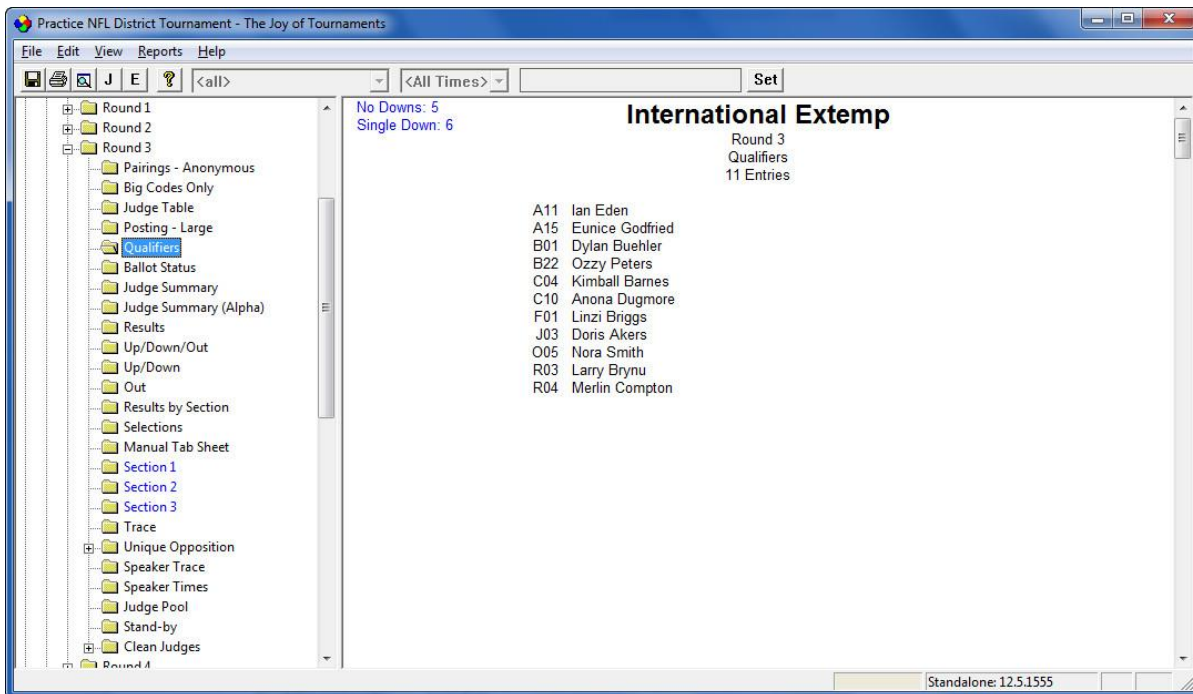 Practice NFL District Tournament - The Joy of Tournaments
File Edit View Reports Help
J E ? <all> <All Times> Set
Round 1
Round 2
Round 3
Pairings - Anonymous
Big Codes Only
Judge Table
Posting - Large
Qualifiers
Ballot Status
Judge Summary
Judge Summary (Alpha)
Results
Up/Down/Out
Up/Down
Out
Results by Section
Selections
Manual Tab Sheet
Section 1
Section 2
Section 3
Trace
Unique Opposition
Speaker Trace
Speaker Times
Judge Pool
Stand-by
Clean Judges
Round 4
No Downs: 5
Single Down: 6
International Extemp
Round 3
Qualifiers
11 Entries
A11 Ian Eden
A15 Eunice Godfried
B01 Dylan Buehler
B22 Ozzy Peters
C04 Kimball Barnes
C10 Anona Dugmore
F01 Linzi Briggs
J03 Doris Akers
O05 Nora Smith
R03 Larry Brynu
R04 Merlin Compton
Standalone: 12.5.1555